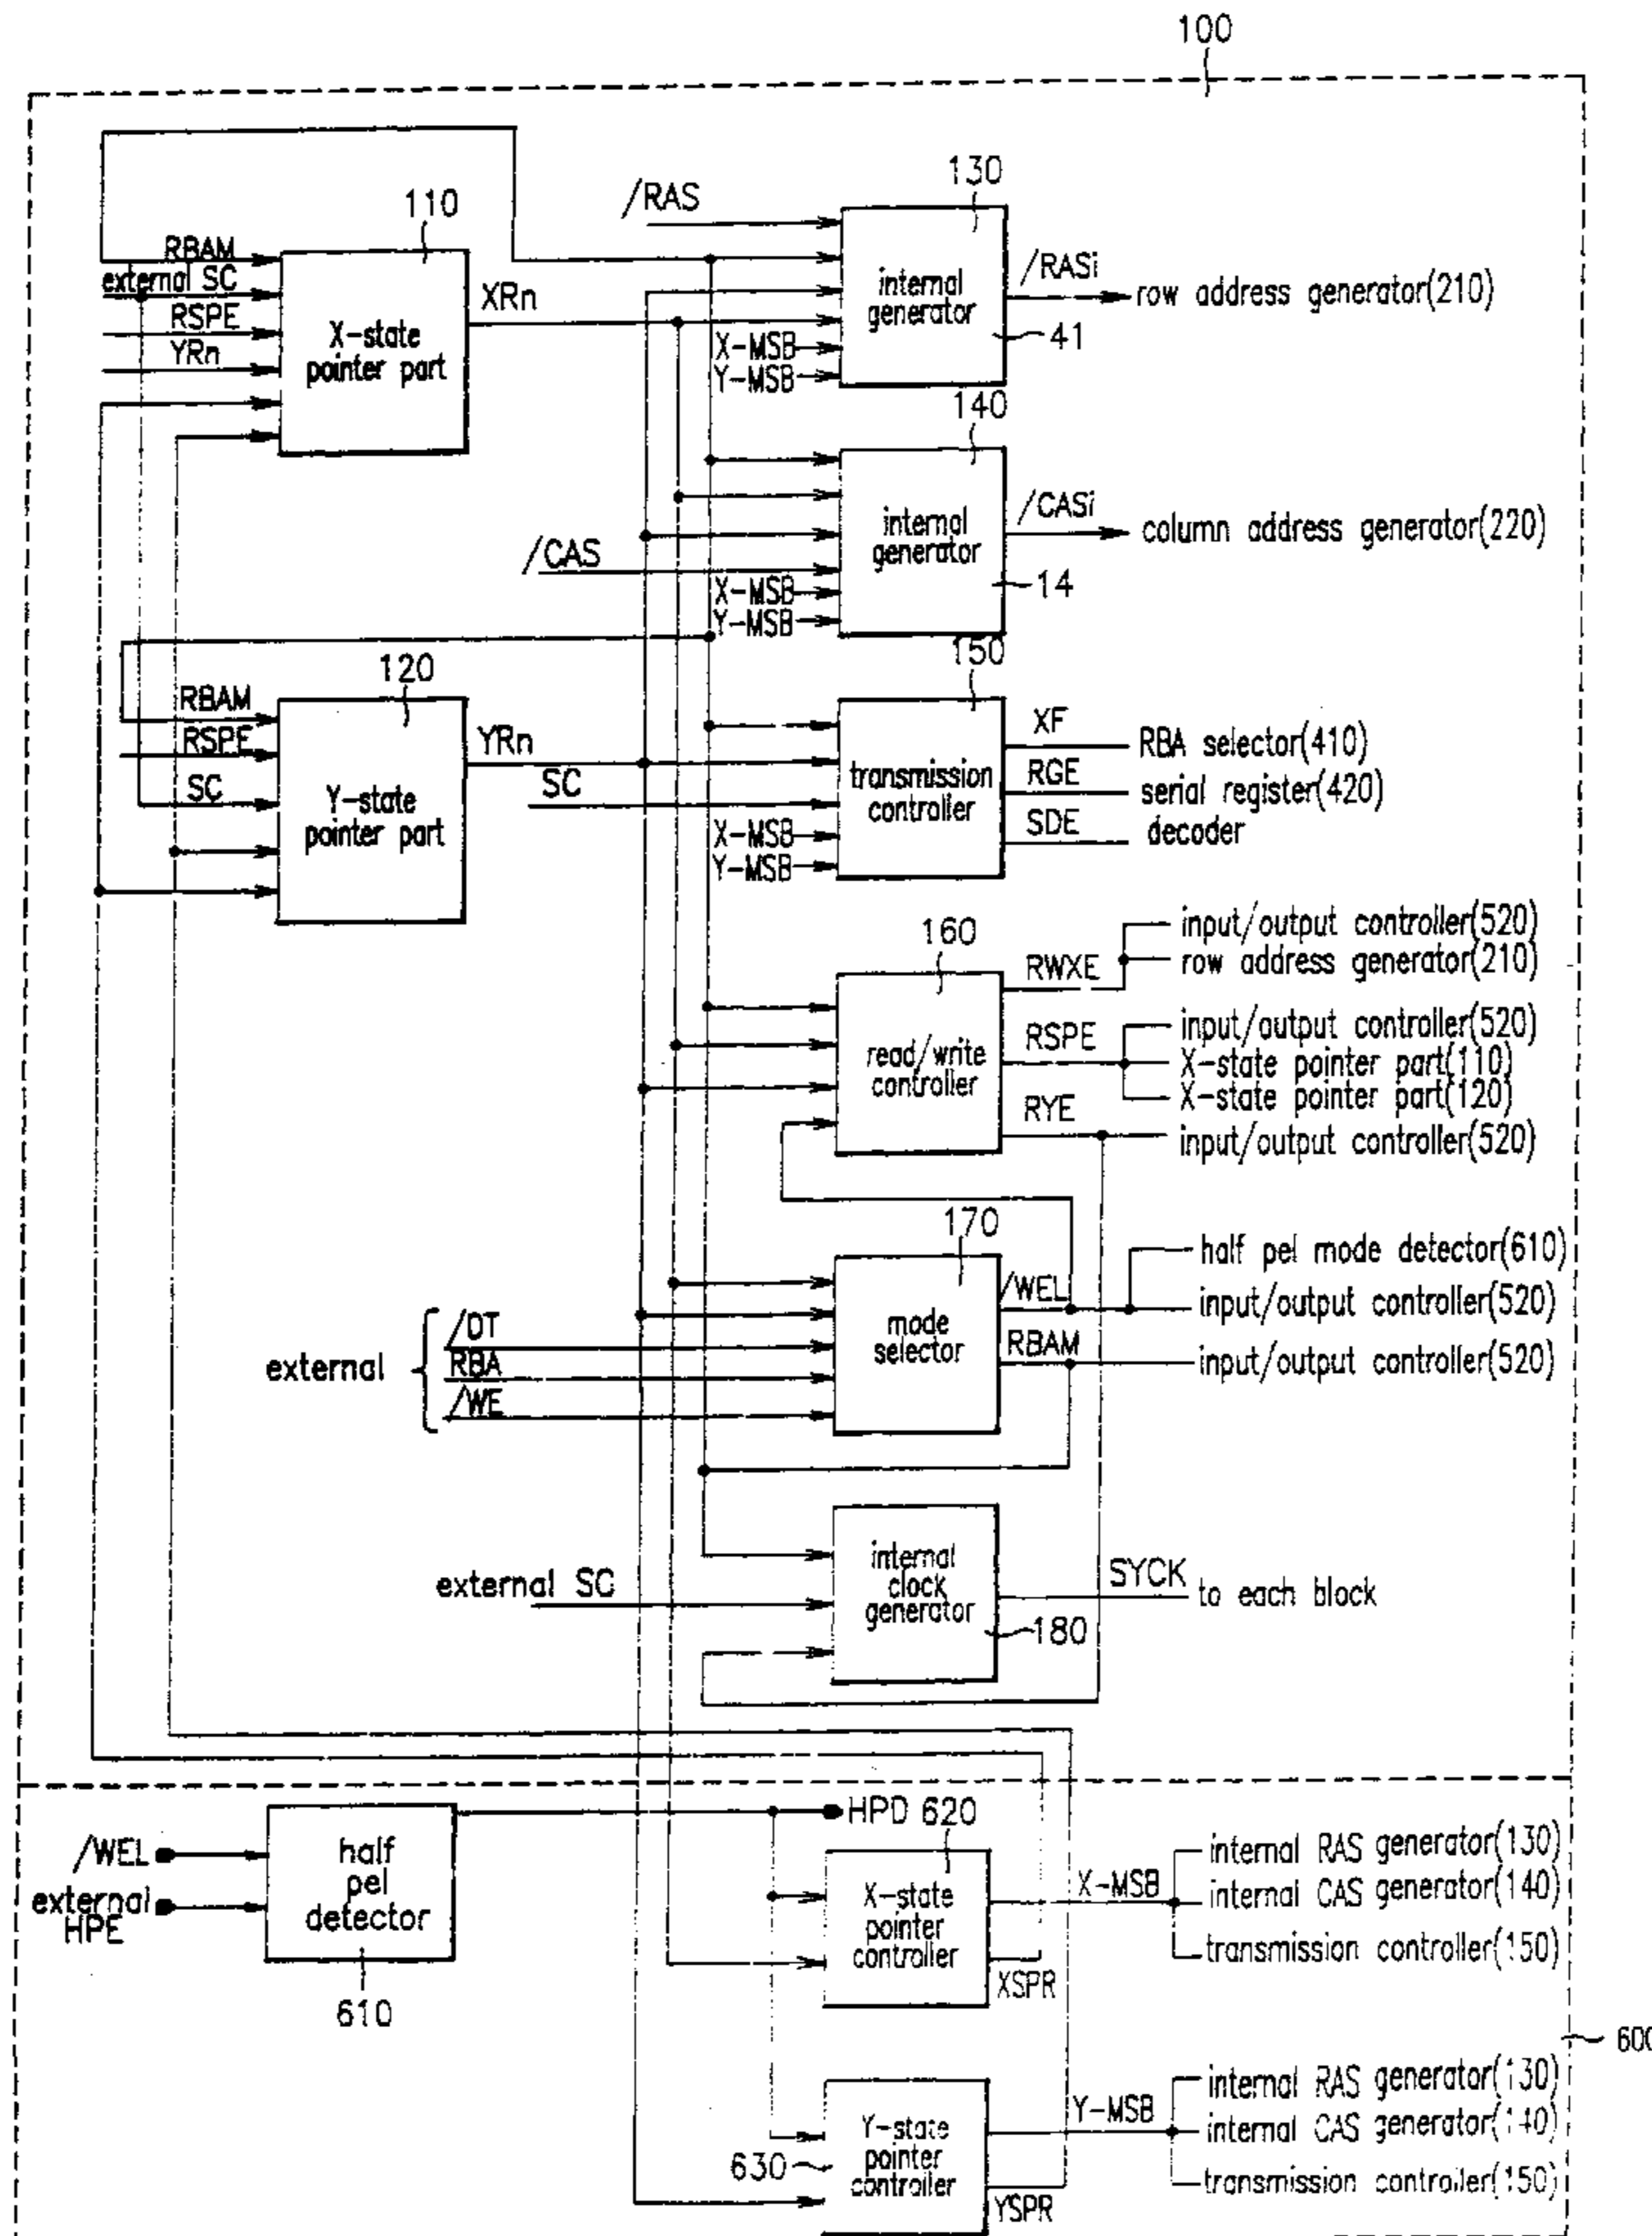 100
110
RBAM
external SC
RSPE
YRn
X-state
pointer part
XRn
/RAS
130
internal
generator
41
X-MSB
Y-MSB
/RASi
row address generator(210)
140
internal
generator
14
/CAS
X-MSB
Y-MSB
/CASi
column address generator(220)
120
RBAM
RSPE
SC
Y-state
pointer part
YRn
150
SC
transmission
controller
X-MSB
Y-MSB
XF
RBA selector(410)
RGE
serial register(420)
SDE
decoder
160
read/write
controller
RWXE
input/output controller(520)
row address generator(210)
RSPE
input/output controller(520)
X-state pointer part(110)
X-state pointer part(120)
RYE
input/output controller(520)
170
external
/DT
RBA
/WE
mode
selector
/WEL
half pel mode detector(610)
input/output controller(520)
RBAM
input/output controller(520)
external SC
internal
clock
generator
180
SYCK
to each block
/WEL
external
HPE
half
pel
detector
610
HPD
620
X-state
pointer
controller
X-MSB
XSPR
internal RAS generator(130)
internal CAS generator(140)
transmission controller(150)
600
630
Y-state
pointer
controller
Y-MSB
YSPR
internal RAS generator(130)
internal CAS generator(140)
transmission controller(150)